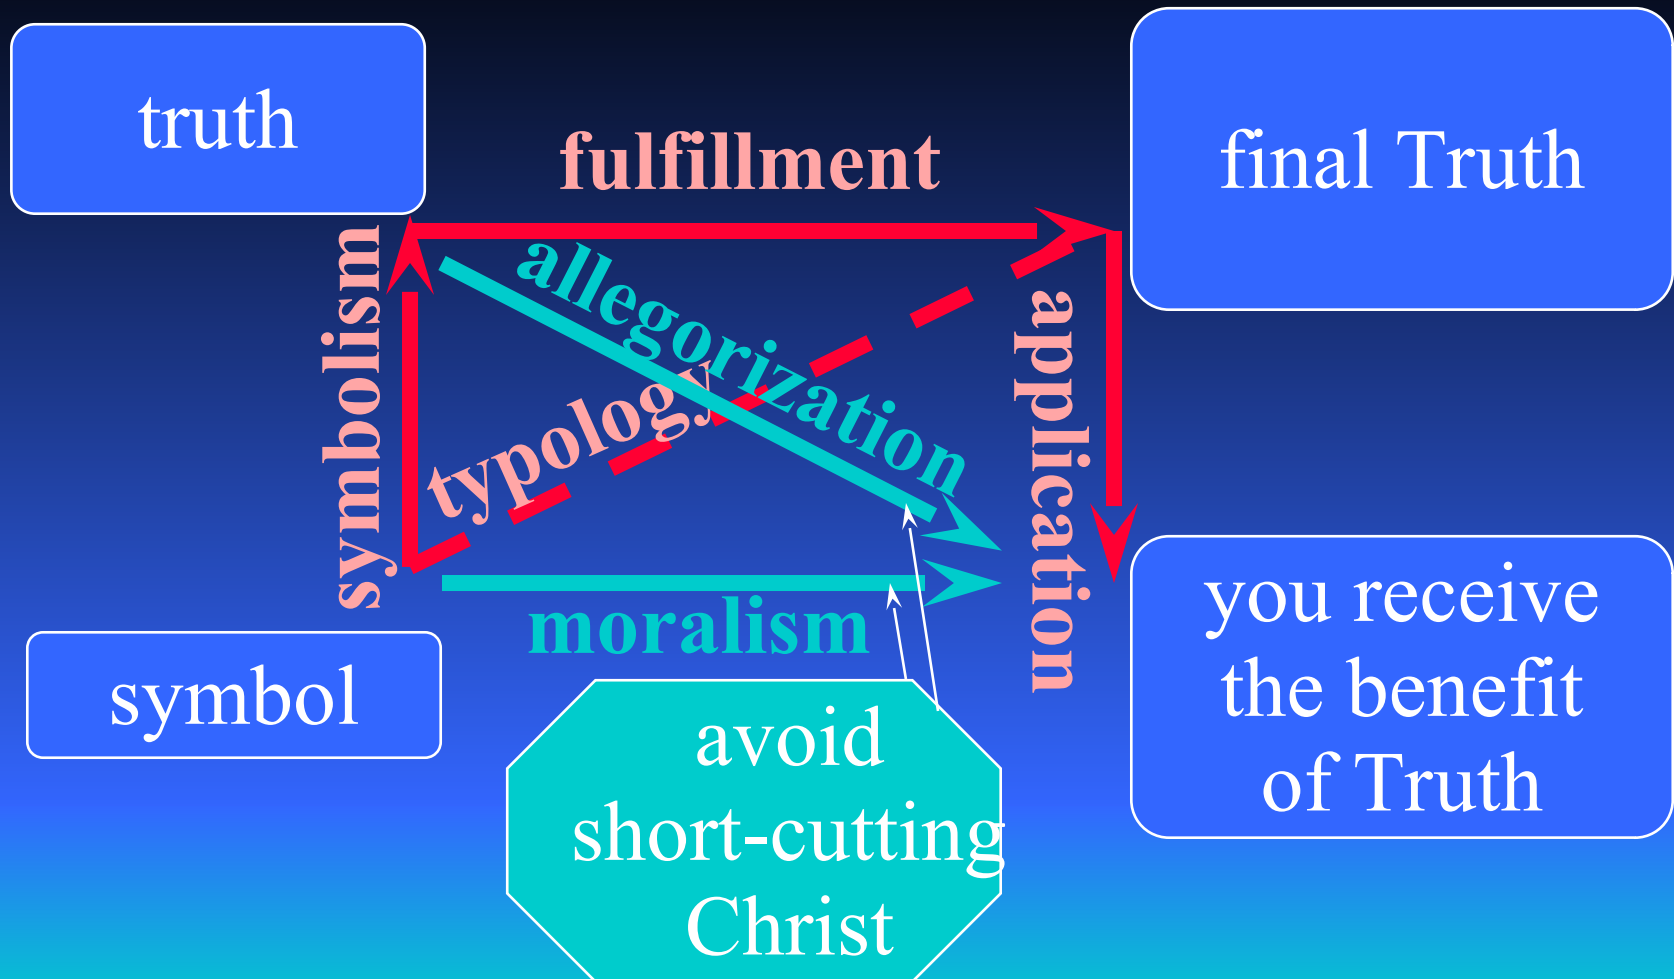 truth
final Truth
fulfillment
symbolism
allegorization
typology
application
moralism
symbol
you receive
the benefit
of Truth
avoid
short-cutting
Christ